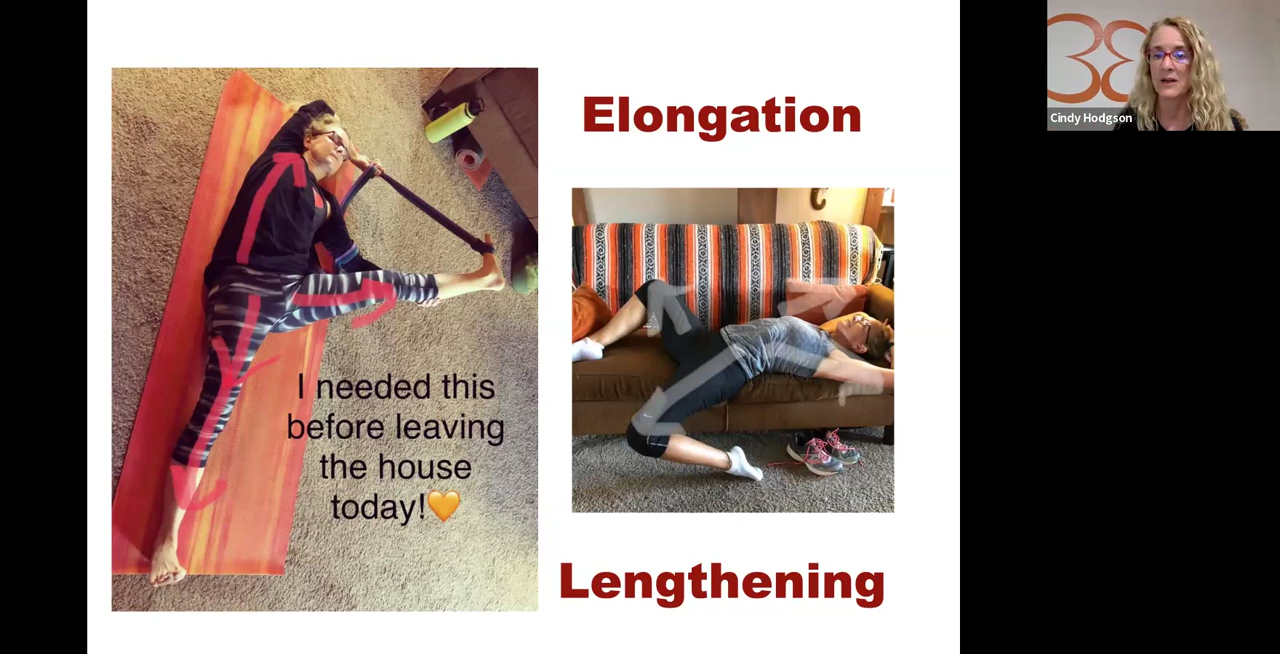 Elongation
I needed this
before leaving
the house
today!🧡
Lengthening
Cindy Hodgson